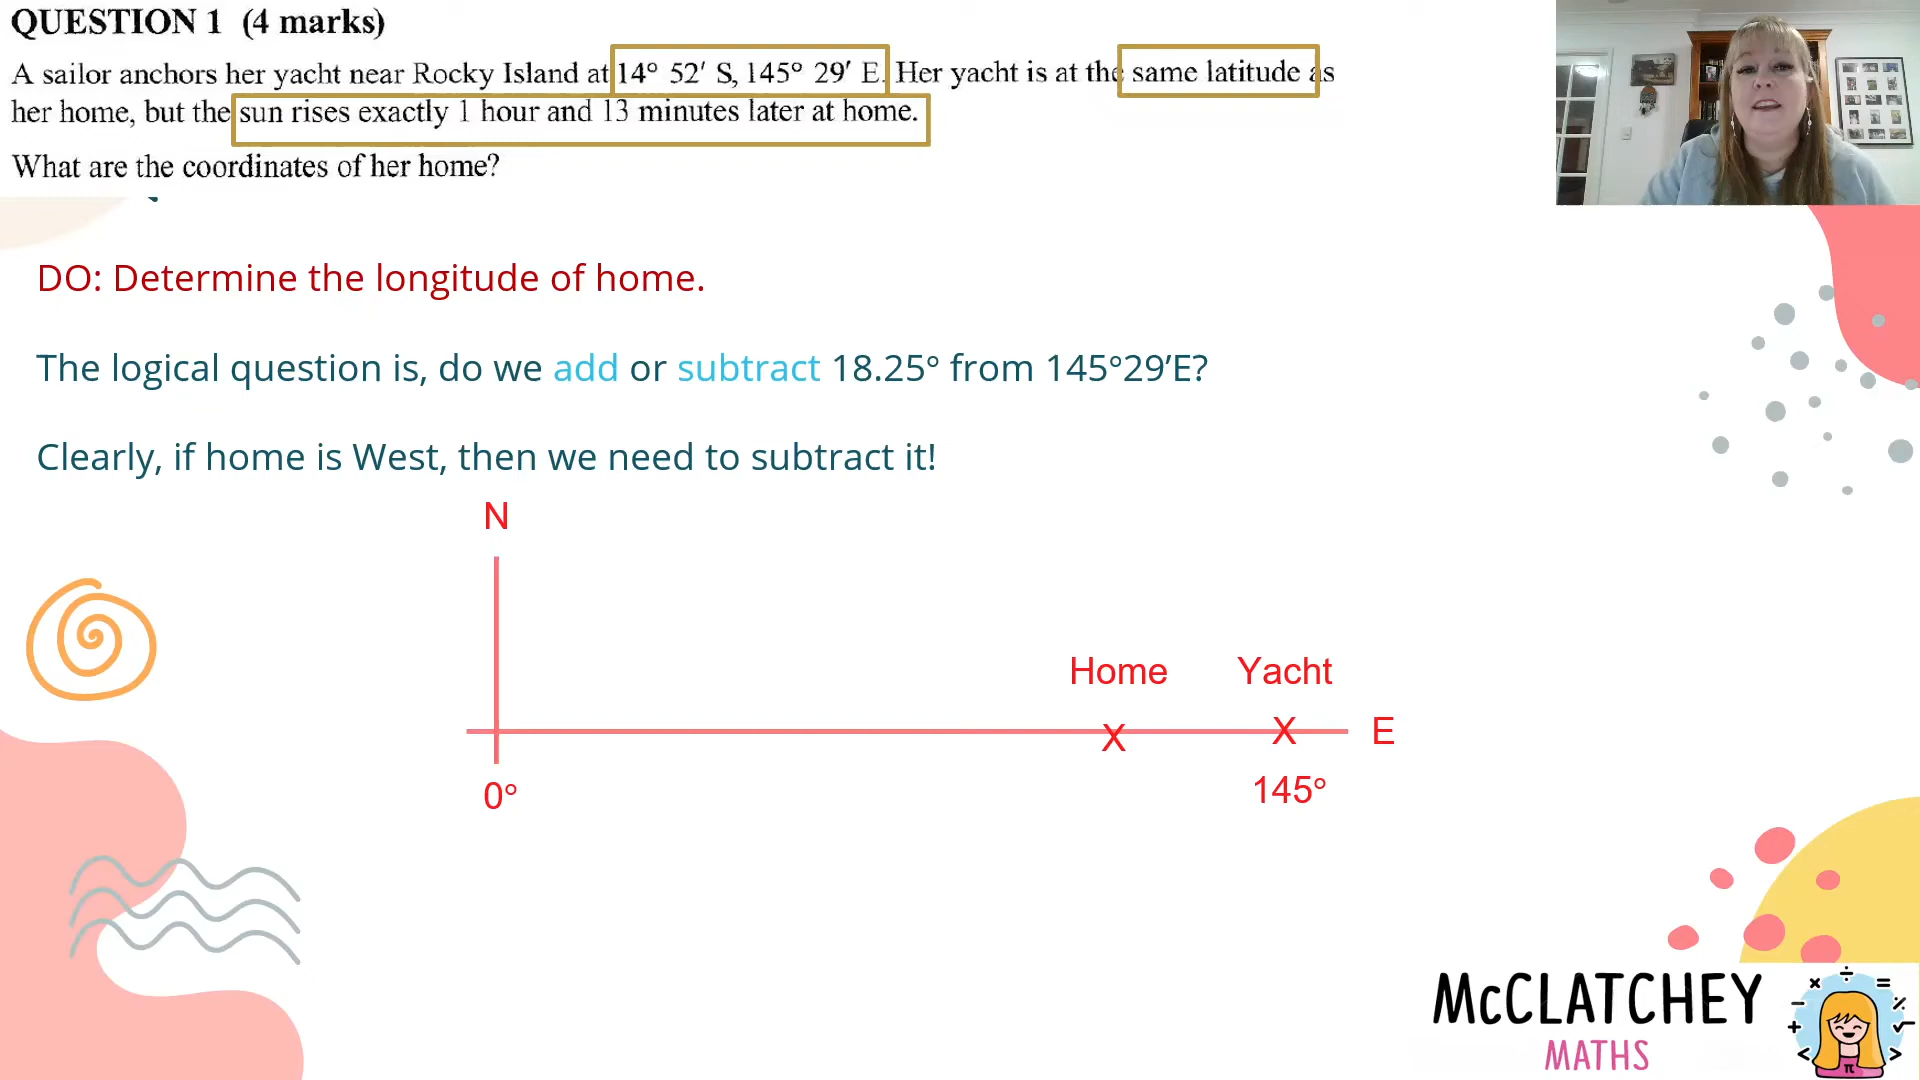 QUESTION 1 (4 marks)
A sailor anchors her yacht near Rocky Island at 14° 52′ S, 145° 29′ E. Her yacht is at the same latitude as
her home, but the sun rises exactly 1 hour and 13 minutes later at home.
What are the coordinates of her home?
DO: Determine the longitude of home.
The logical question is, do we add or subtract 18.25° from 145°29’E?
Clearly, if home is West, then we need to subtract it!
N
Home Yacht
X X E
0° 145°
McCLATCHEY
MATHS
× ÷ = − % + √ < > π